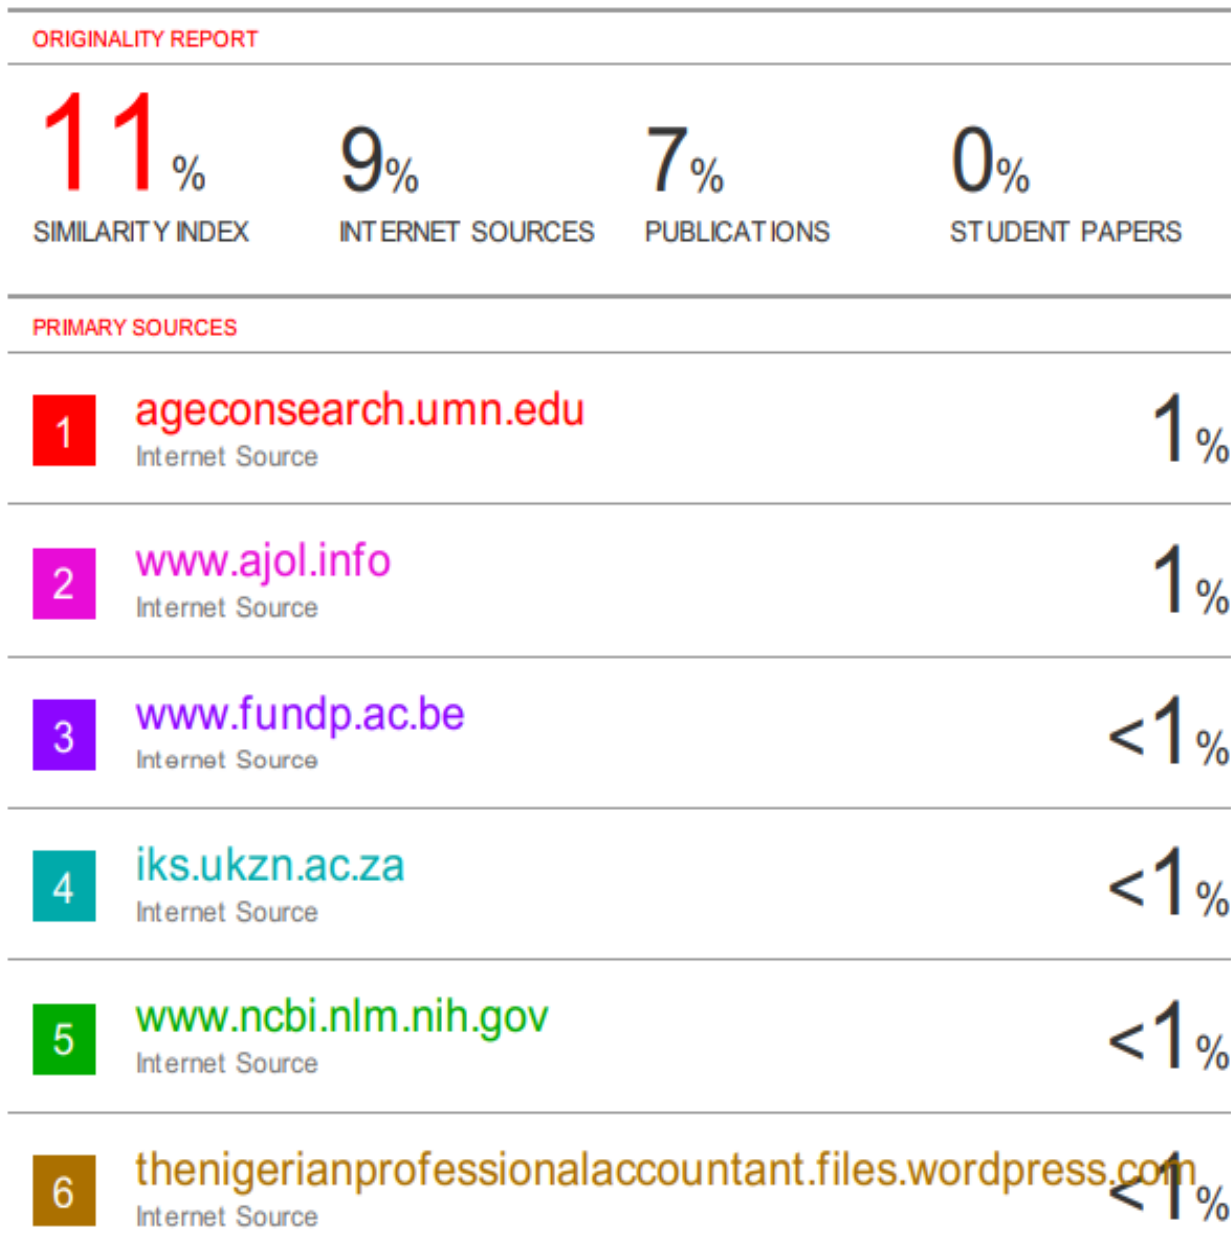 ORIGINALITY REPORT
11% 9% 7% 0%
SIMILARITY INDEX INTERNET SOURCES PUBLICATIONS STUDENT PAPERS
PRIMARY SOURCES
1 ageconsearch.umn.edu 1%
Internet Source
2 www.ajol.info 1%
Internet Source
3 www.fundp.ac.be <1%
Internet Source
4 iks.ukzn.ac.za <1%
Internet Source
5 www.ncbi.nlm.nih.gov <1%
Internet Source
6 thenigerianprofessionalaccountant.files.wordpress.com <1%
Internet Source